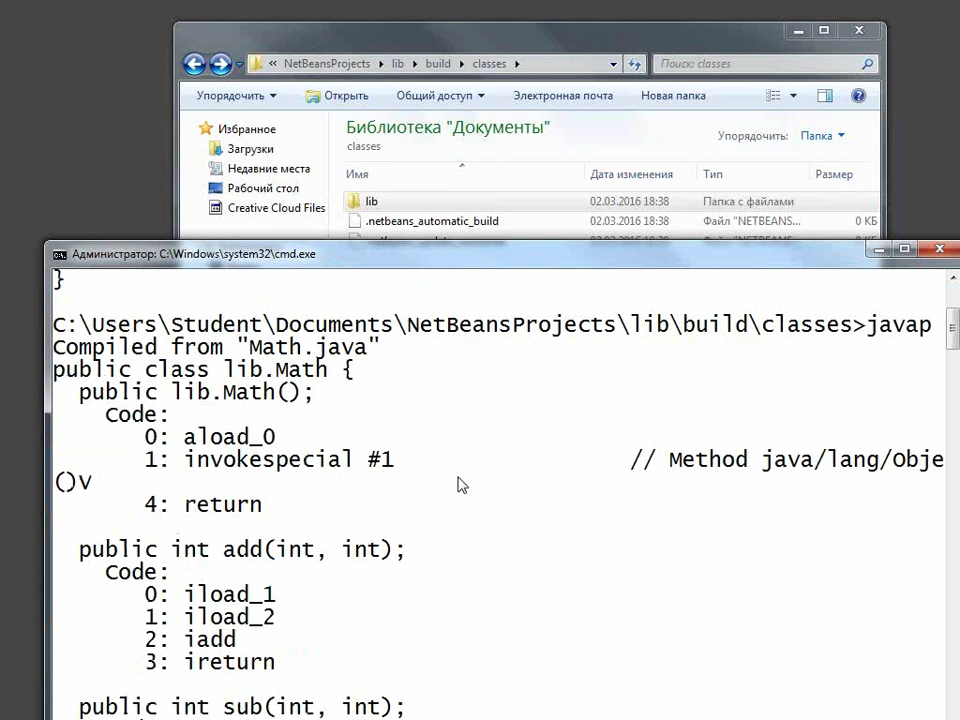 « NetBeansProjects ▸ lib ▸ build ▸ classes ▸
Поиск: classes
Упорядочить Открыть Общий доступ Электронная почта Новая папка
Избранное
Загрузки
Недавние места
Рабочий стол
Creative Cloud Files
Библиотека "Документы"
classes
Упорядочить: Папка
Имя Дата изменения Тип Размер
lib 02.03.2016 18:38 Папка с файлами
.netbeans_automatic_build 02.03.2016 18:38 Файл "NETBEANS... 0 КБ
Администратор: C:\Windows\system32\cmd.exe
}
C:\Users\Student\Documents\NetBeansProjects\lib\build\classes>javap
Compiled from "Math.java"
public class lib.Math {
public lib.Math();
Code:
0: aload_0
1: invokespecial #1 // Method java/lang/Obje
()V
4: return
public int add(int, int);
Code:
0: iload_1
1: iload_2
2: iadd
3: ireturn
public int sub(int, int);